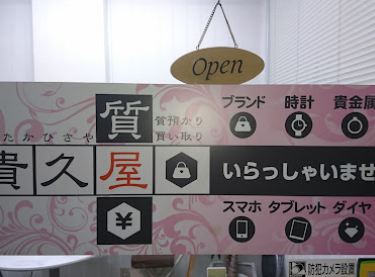 Open
質
質預かり
買い取り
たかひさや
貴久屋
ブランド 時計 貴金属
いらっしゃいませ
¥
スマホ タブレット ダイヤ
防犯カメラ設置